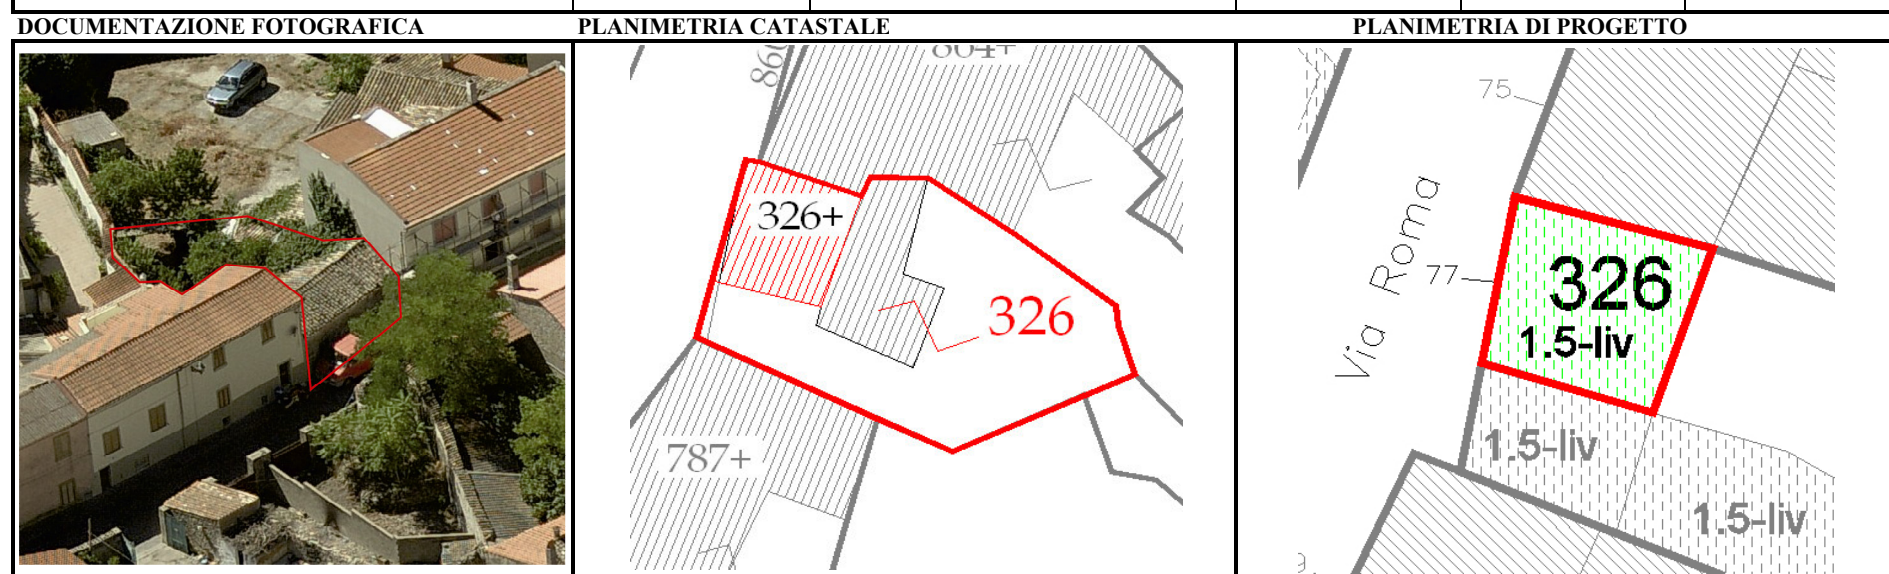 DOCUMENTAZIONE FOTOGRAFICA
PLANIMETRIA CATASTALE
PLANIMETRIA DI PROGETTO
864+
326+
326
787+
75
Via Roma
77
326
1.5-liv
1.5-liv
1.5-liv